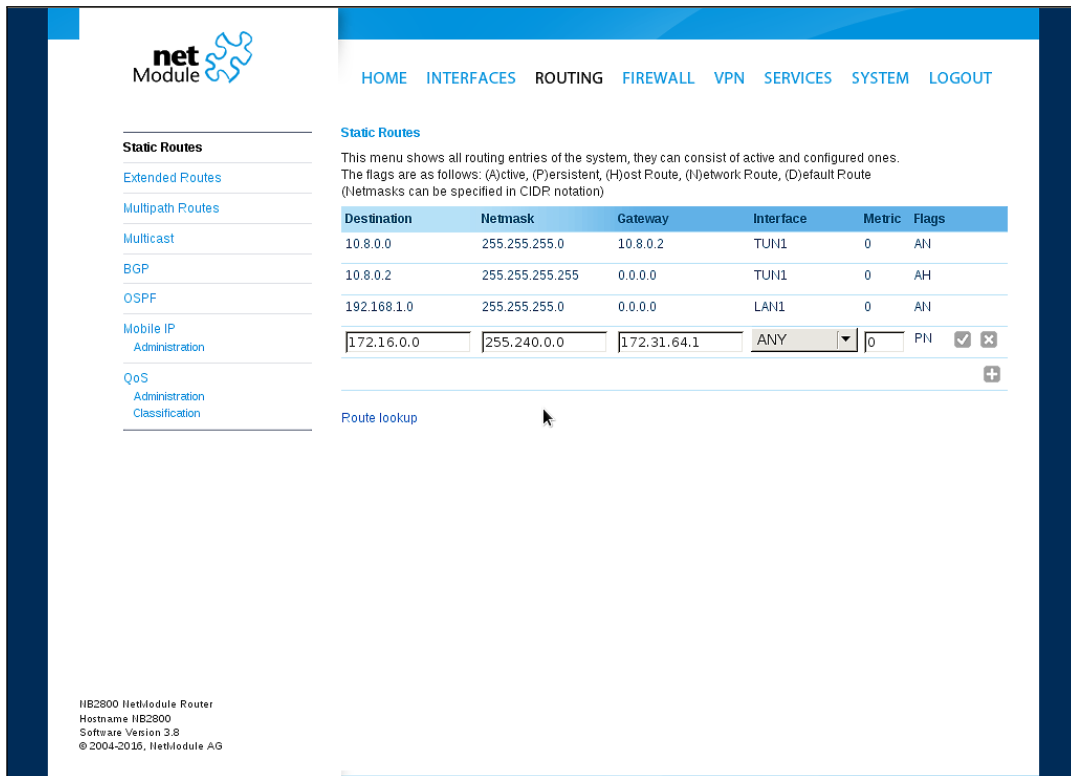 net
Module
HOME INTERFACES ROUTING FIREWALL VPN SERVICES SYSTEM LOGOUT
Static Routes
Extended Routes
Multipath Routes
Multicast
BGP
OSPF
Mobile IP
Administration
QoS
Administration
Classification
Static Routes
This menu shows all routing entries of the system, they can consist of active and configured ones.
The flags are as follows: (A)ctive, (P)ersistent, (H)ost Route, (N)etwork Route, (D)efault Route
(Netmasks can be specified in CIDR notation)
Destination Netmask Gateway Interface Metric Flags
10.8.0.0 255.255.255.0 10.8.0.2 TUN1 0 AN
10.8.0.2 255.255.255.255 0.0.0.0 TUN1 0 AH
192.168.1.0 255.255.255.0 0.0.0.0 LAN1 0 AN
172.16.0.0 255.240.0.0 172.31.64.1 ANY 0 PN
Route lookup
NB2800 NetModule Router
Hostname NB2800
Software Version 3.8
© 2004-2016, NetModule AG